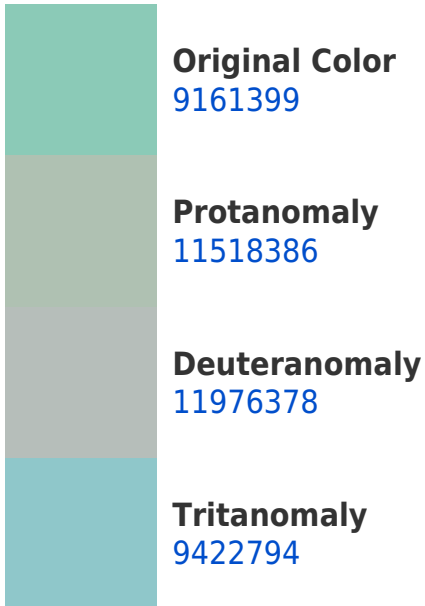 Original Color
9161399
Protanomaly
11518386
Deuteranomaly
11976378
Tritanomaly
9422794